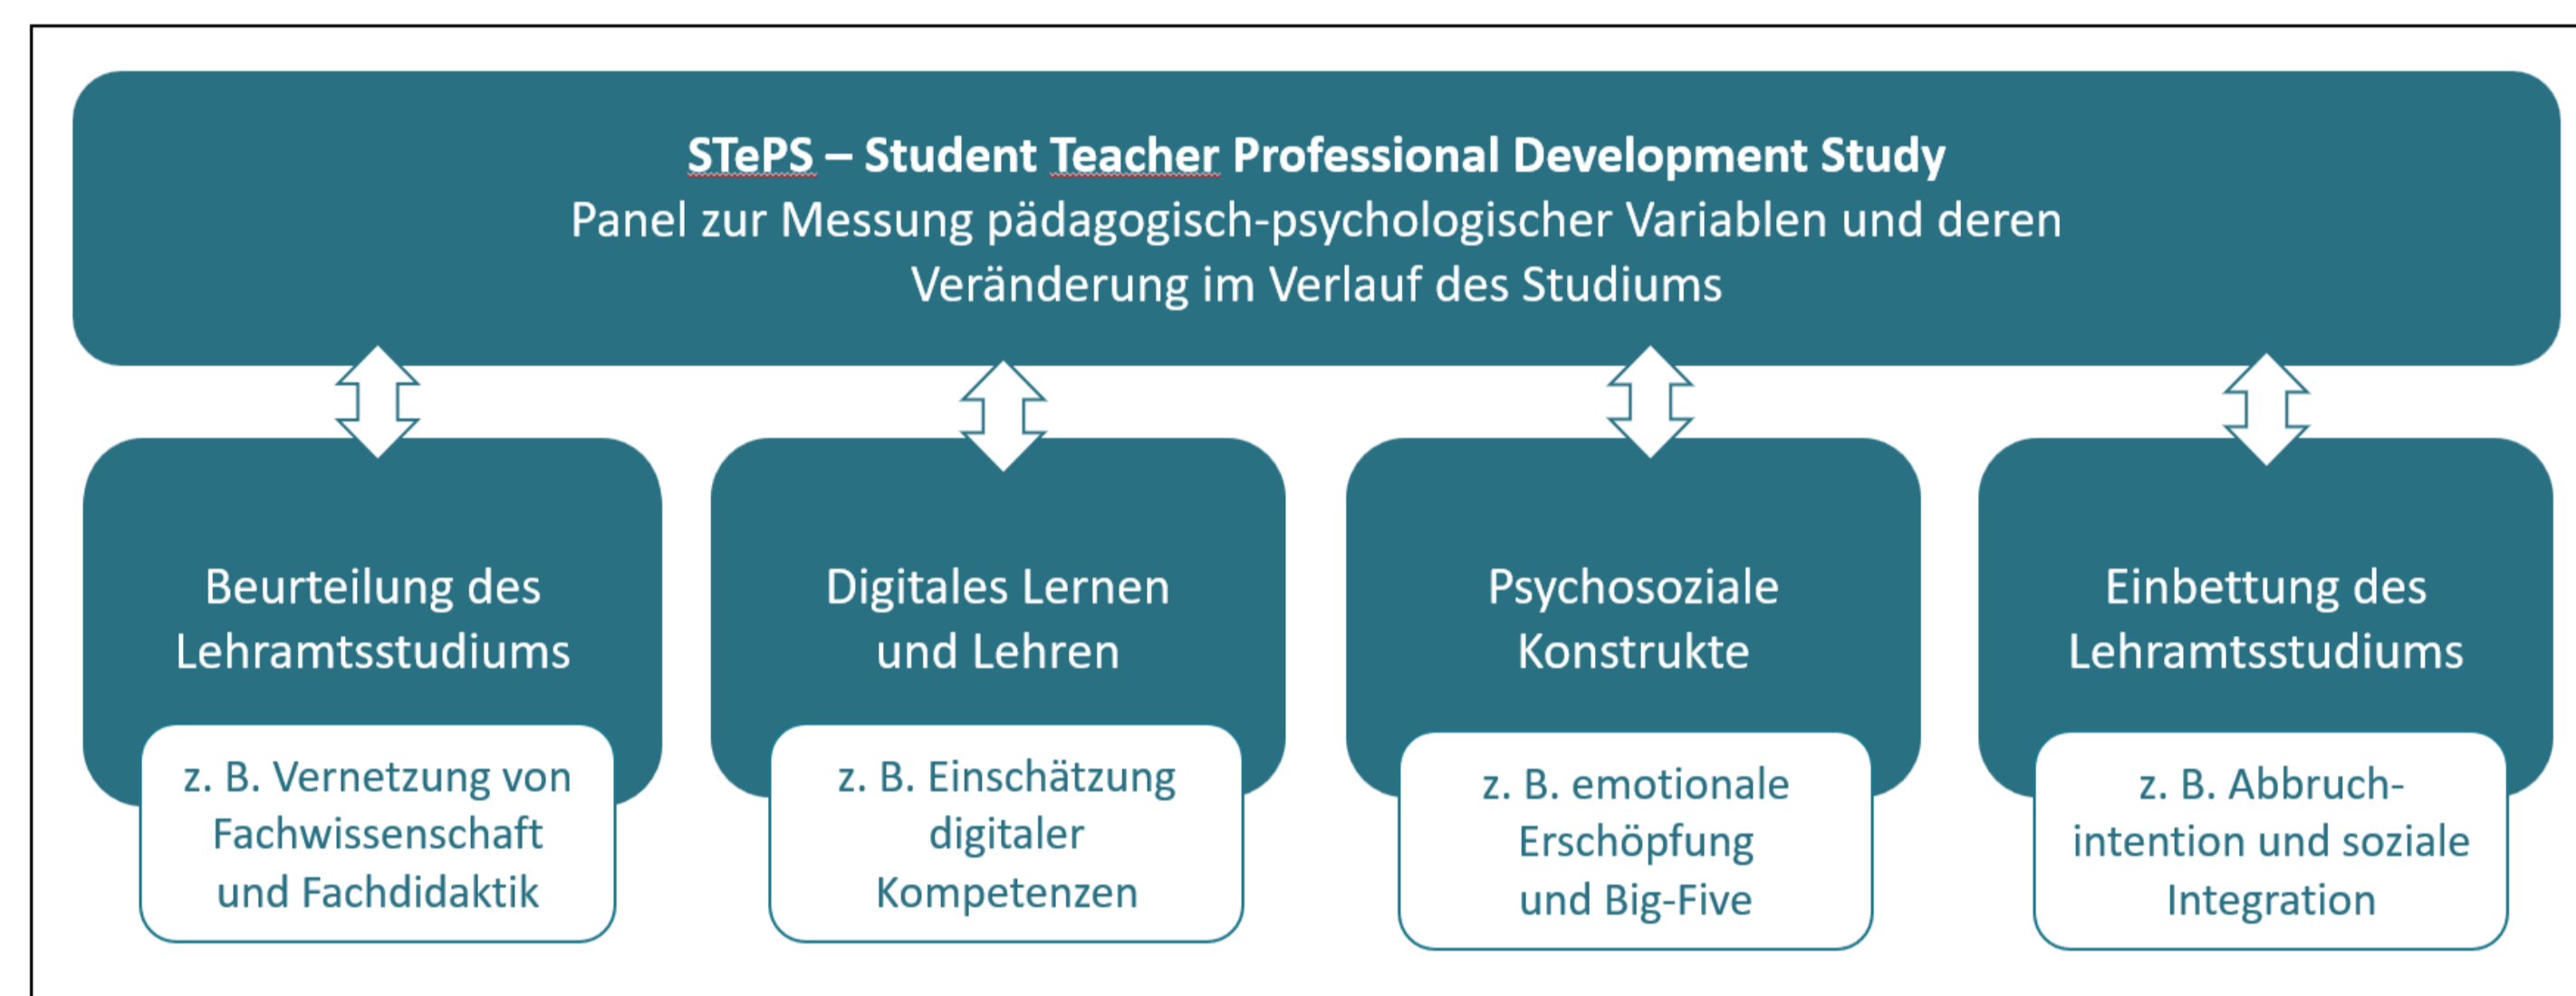 STePS – Student Teacher Professional Development Study
Panel zur Messung pädagogisch-psychologischer Variablen und deren
Veränderung im Verlauf des Studiums
Beurteilung des
Lehramtsstudiums
z. B. Vernetzung von
Fachwissenschaft
und Fachdidaktik
Digitales Lernen
und Lehren
z. B. Einschätzung
digitaler
Kompetenzen
Psychosoziale
Konstrukte
z. B. emotionale
Erschöpfung
und Big-Five
Einbettung des
Lehramtsstudiums
z. B. Abbruch-
intention und soziale
Integration